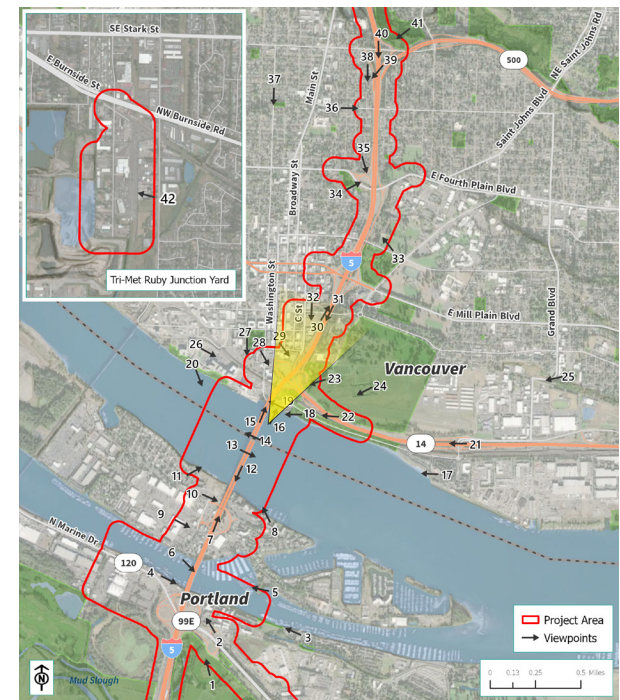 SE Stark St
E Burnside St
NW Burnside Rd
42
Tri-Met Ruby Junction Yard
41
40
38
39
37
Main St
36
500
NE Saint Johns Rd
Saint Johns Blvd
35
Broadway St
34
E Fourth Plain Blvd
33
5
Washington St
C St
32
31
30
29
E Mill Plain Blvd
Grand Blvd
27
28
26
20
Vancouver
23
24
25
19
18
22
15
16
14
21
14
13
17
12
11
10
9
7
8
N Marine Dr
6
120
4
5
Portland
99E
3
2
5
1
Mud Slough
N
Project Area
Viewpoints
0 0.13 0.25 0.5 Miles